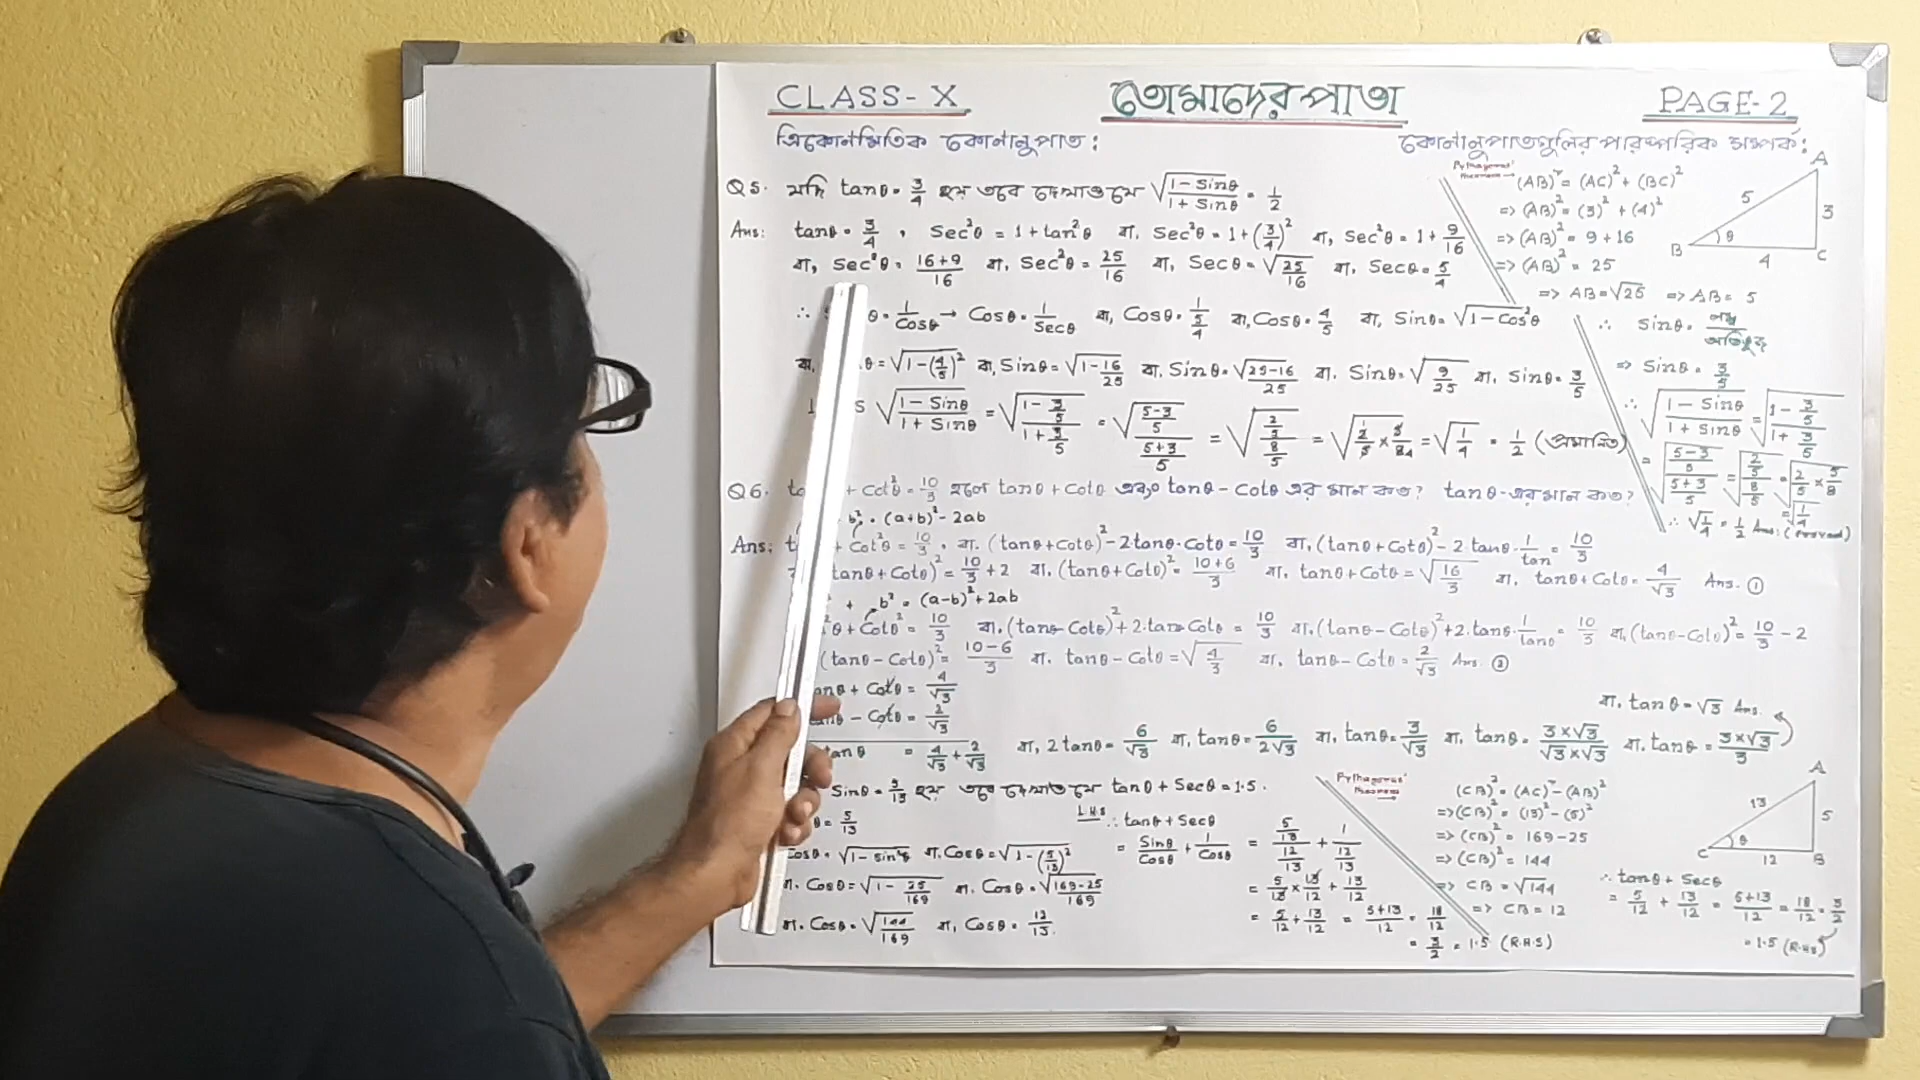 CLASS- X
তোমাদের পাতা
PAGE-2
ত্রিকোনমিতিক কোনানুপাত :
কোনানুপাতগুলির পারস্পরিক সম্পর্ক :
Q5. যদি tanθ = 3/4 হয় তবে দেখাও যে √((1-Sinθ)/(1+Sinθ)) = 1/2
Ans: tanθ = 3/4 , Sec²θ = 1+tan²θ বা, Sec²θ = 1+(3/4)² বা, Sec²θ = 1+9/16
বা, Sec²θ = (16+9)/16 বা, Sec²θ = 25/16 বা, Secθ = √(25/16) বা, Secθ = 5/4
∴ θ = 1/Cosθ → Cosθ = 1/Secθ বা, Cosθ = 1/(5/4) বা, Cosθ = 4/5 বা, Sinθ = √(1-Cos²θ)
বা, θ = √(1-(4/5)²) বা, Sinθ = √(1-16/25) বা, Sinθ = √((25-16)/25) বা, Sinθ = √(9/25) বা, Sinθ = 3/5
S √((1-Sinθ)/(1+Sinθ)) = √((1-3/5)/(1+3/5)) = √(((5-3)/5)/((5+3)/5)) = √((2/5)/(8/5)) = √(2/5 × 5/8) = √(1/4) = 1/2 (প্রমানিত)
Pythagoras' theorem →
(AB)² = (AC)² + (BC)²
=> (AB)² = (3)² + (4)²
=> (AB)² = 9 + 16
=> (AB)² = 25
=> AB = √25 => AB = 5
A
5
3
B
θ
4
C
∴ Sinθ = লম্ব/অতিভুজ
=> Sinθ = 3/5
∴ √((1-Sinθ)/(1+Sinθ)) = √((1-3/5)/(1+3/5))
= √(((5-3)/5)/((5+3)/5)) = √((2/5)/(8/5)) = √(2/5 × 5/8)
= √(1/4)
∴ √(1/4) = 1/2 Ans: (Proved)
Q6. + Cot²θ = 10/3 হলে tanθ + Cotθ এবং tanθ - Cotθ এর মান কত? tanθ-এর মান কত?
b² = (a+b)² - 2ab
Ans: + Cot²θ = 10/3 , বা, (tanθ+Cotθ)² - 2tanθ·Cotθ = 10/3 বা, (tanθ+Cotθ)² - 2·tanθ·1/tan = 10/3
(tanθ+Cotθ)² = 10/3 + 2 বা, (tanθ+Cotθ)² = (10+6)/3 বা, tanθ+Cotθ = √(16/3) বা, tanθ+Cotθ = 4/√3 Ans. ①
+ b² = (a-b)² + 2ab
²θ + Cotθ² = 10/3 বা, (tanθ-Cotθ)² + 2·tanθ·Cotθ = 10/3 বা, (tanθ-Cotθ)² + 2·tanθ·1/tanθ = 10/3 বা, (tanθ-Cotθ)² = 10/3 - 2
(tanθ-Cotθ)² = (10-6)/3 বা, tanθ-Cotθ = √(4/3) বা, tanθ-Cotθ = 2/√3 Ans. ②
tanθ + Cotθ = 4/√3
tanθ - Cotθ = 2/√3
tanθ = 4/√3 + 2/√3 বা, 2tanθ = 6/√3 বা, tanθ = 6/2√3 বা, tanθ = 3/√3 বা, tanθ = (3×√3)/(√3×√3) বা, tanθ = (3×√3)/3
বা, tanθ = √3 Ans.
Sinθ = 5/13 হয় তবে দেখাও যে tanθ + Secθ = 1.5.
θ = 5/13
Cosθ = √(1-sin²θ) বা, Cosθ = √(1-(5/13)²)
বা, Cosθ = √(1-25/169) বা, Cosθ = √((169-25)/169)
বা, Cosθ = √(144/169) বা, Cosθ = 12/13.
L.H.S ∴ tanθ + Secθ
= Sinθ/Cosθ + 1/Cosθ = (5/13)/(12/13) + 1/(12/13)
= 5/13 × 13/12 + 13/12
= 5/12 + 13/12 = (5+13)/12 = 18/12
= 3/2 = 1.5 (R.H.S)
Pythagoras' theorem →
(CB)² = (AC)² - (AB)²
=> (CB)² = (13)² - (5)²
=> (CB)² = 169 - 25
=> (CB)² = 144
=> CB = √144
=> CB = 12
A
13
5
C
θ
12
B
∴ tanθ + Secθ
= 5/12 + 13/12 = (5+13)/12 = 18/12 = 3/2
= 1.5 (R.H.S)